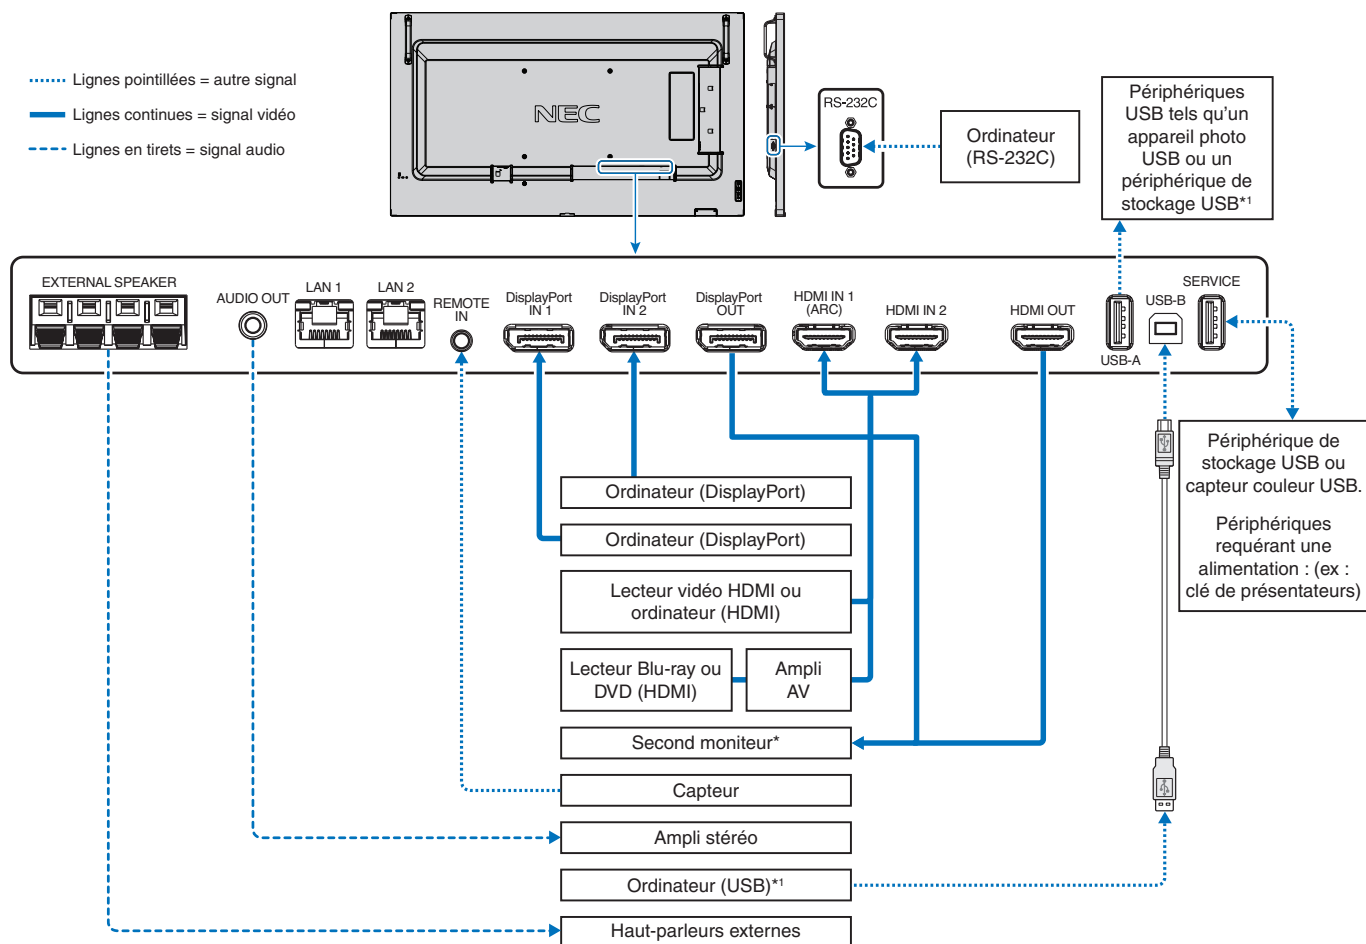 Lignes pointillées = autre signal
Lignes continues = signal vidéo
Lignes en tirets = signal audio
NEC
RS-232C
Ordinateur
(RS-232C)
Périphériques
USB tels qu'un
appareil photo
USB ou un
périphérique de
stockage USB*1
EXTERNAL SPEAKER
AUDIO OUT
LAN 1
LAN 2
REMOTE
IN
DisplayPort
IN 1
DisplayPort
IN 2
DisplayPort
OUT
HDMI IN 1
(ARC)
HDMI IN 2
HDMI OUT
USB-A
USB-B
SERVICE
Périphérique de
stockage USB ou
capteur couleur USB.
Périphériques
requérant une
alimentation : (ex :
clé de présentateurs)
Ordinateur (DisplayPort)
Ordinateur (DisplayPort)
Lecteur vidéo HDMI ou
ordinateur (HDMI)
Lecteur Blu-ray ou
DVD (HDMI)
Ampli
AV
Second moniteur*
Capteur
Ampli stéréo
Ordinateur (USB)*1
Haut-parleurs externes